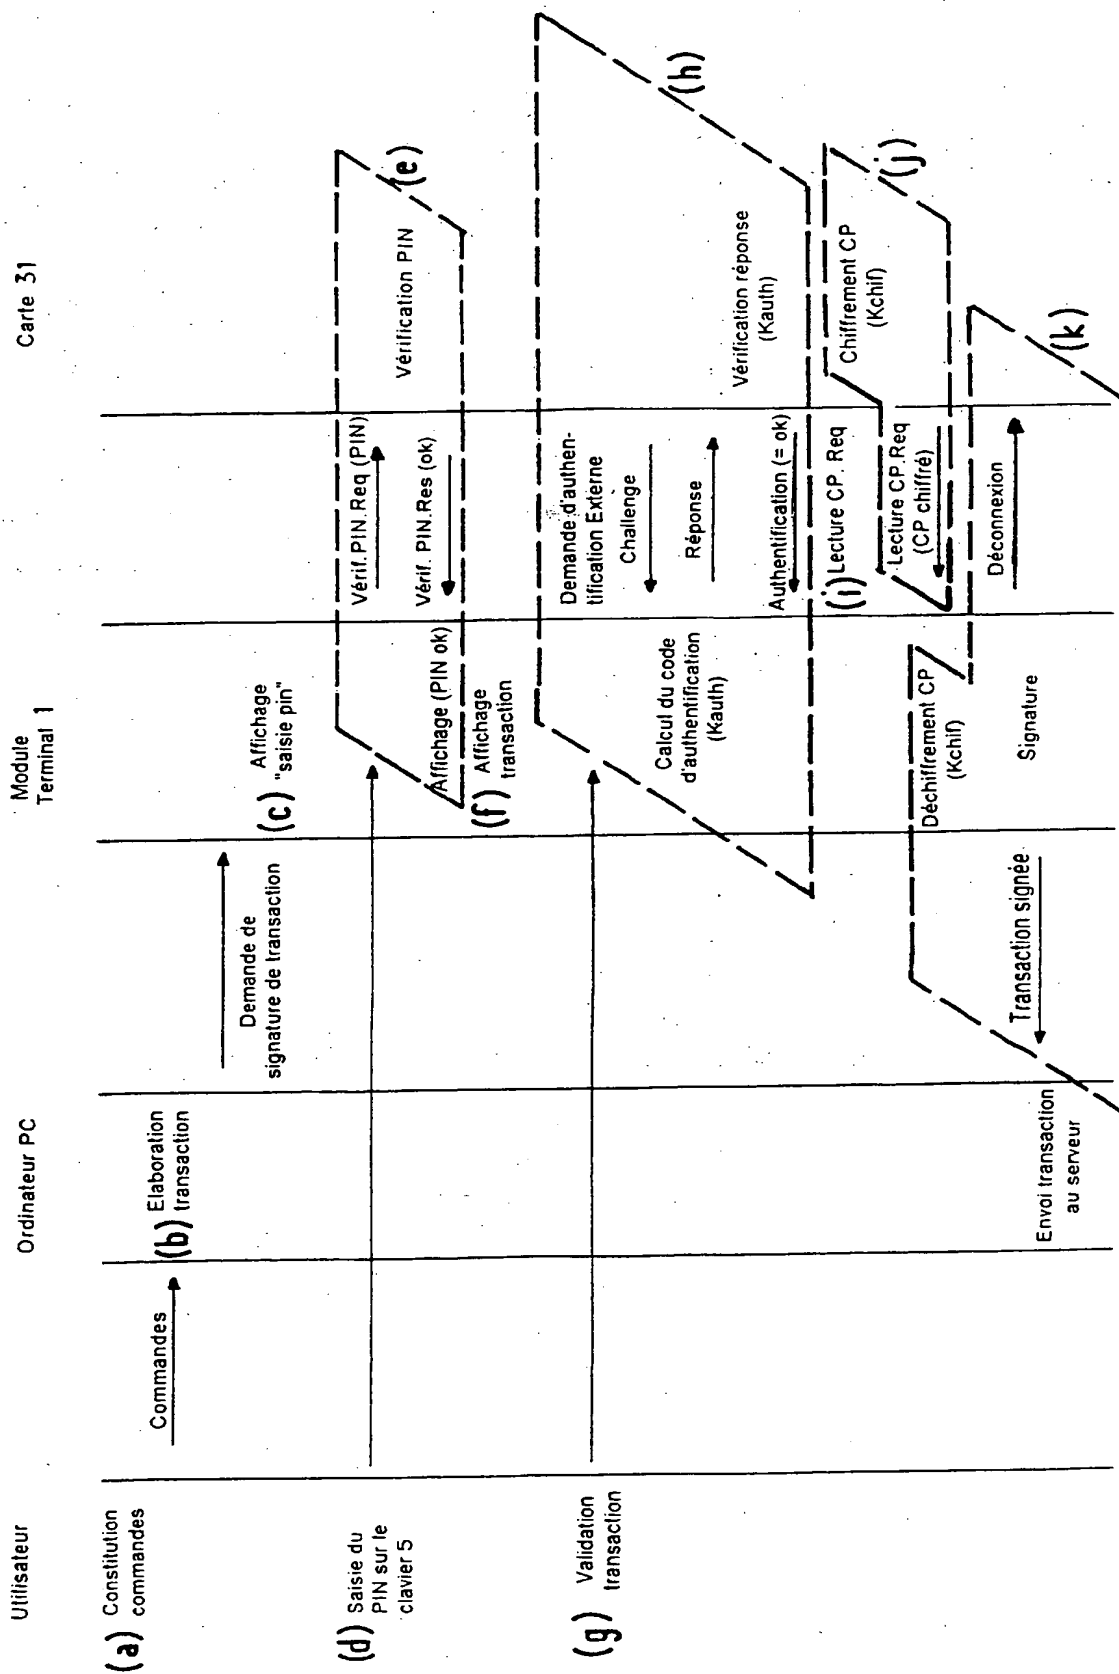 Utilisateur
Ordinateur PC
Module
Terminal 1
Carte 31
(a) Constitution
commandes
Commandes
(b) Elaboration
transaction
Demande de
signature de transaction
(c) Affichage
"saisie pin"
(d) Saisie du
PIN sur le
clavier 5
Vérif.PIN.Req (PIN)
Vérification PIN
(e)
Vérif. PIN.Res (ok)
Affichage (PIN ok)
(f) Affichage
transaction
(g) Validation
transaction
Demande d'authen-
tification Externe
Challenge
Calcul du code
d'authentification
(Kauth)
Réponse
Vérification réponse
(Kauth)
(h)
Authentification (= ok)
(i) Lecture CP. Req
Chiffrement CP
(Kchif)
(j)
Lecture CP.Req
(CP chiffré)
Déchiffrement CP
(Kchif)
Déconnexion
(k)
Signature
Transaction signée
Envoi transaction
au serveur